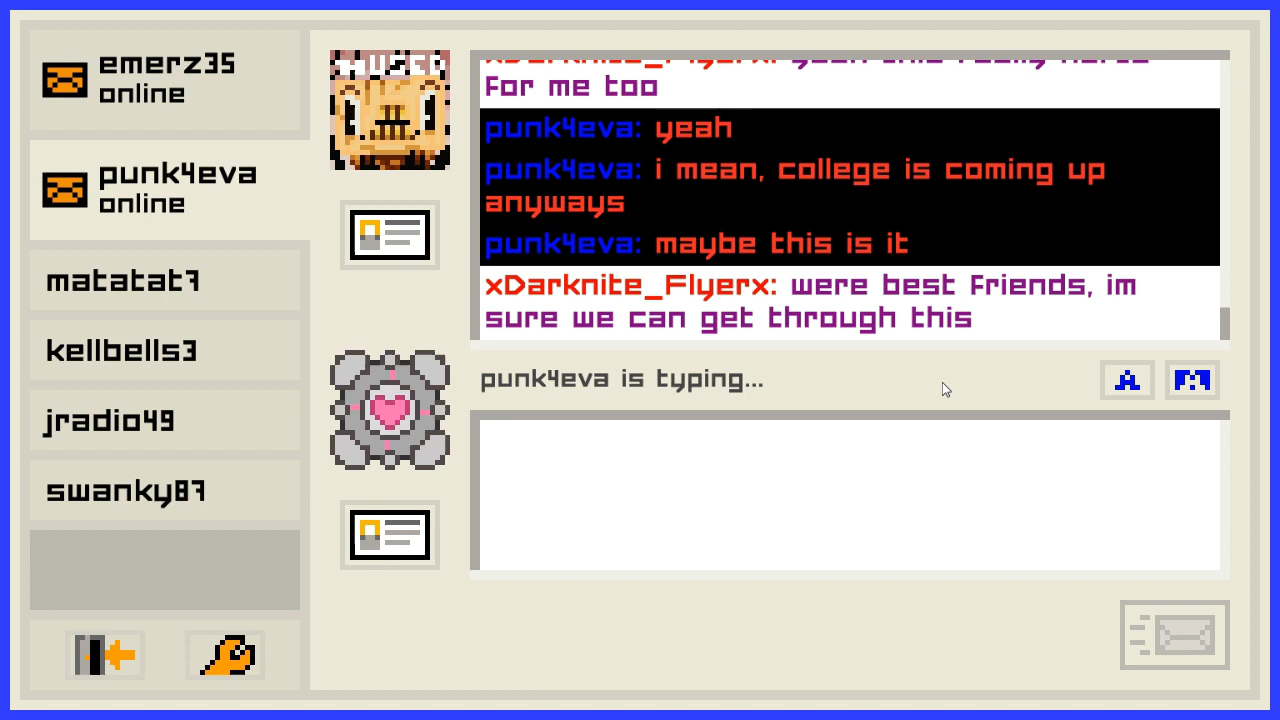 emerz35
online
punk4eva
online
matatat7
kellbells3
jradio49
swanky87
for me too
punk4eva: yeah
punk4eva: i mean, college is coming up
anyways
punk4eva: maybe this is it
xDarknite_Flyerx: were best friends, im
sure we can get through this
punk4eva is typing...
A